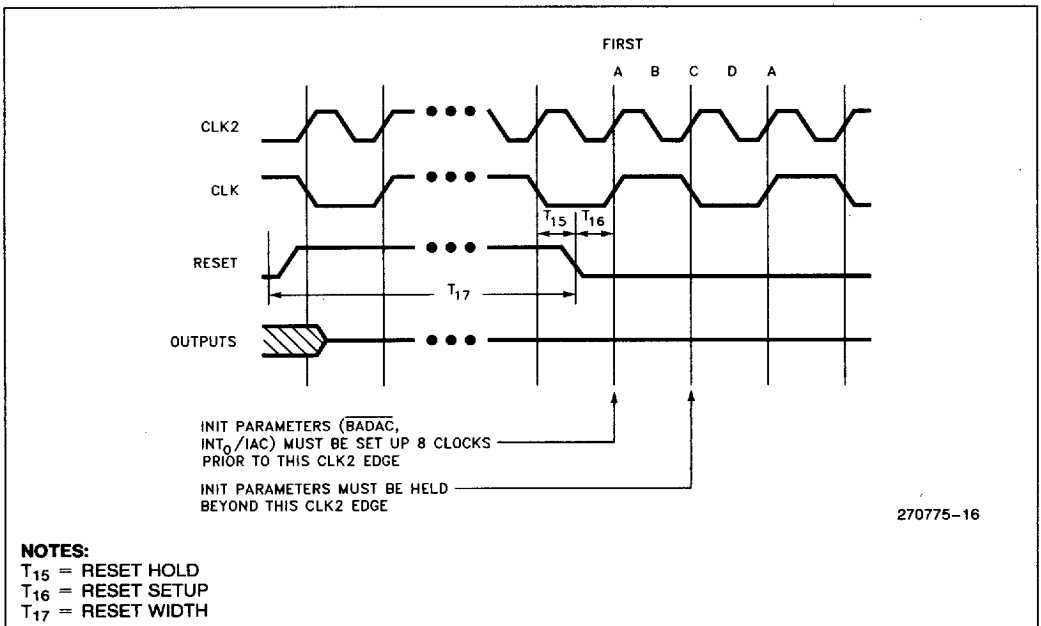 FIRST
A B C D A
CLK2
CLK
T15 T16
RESET
T17
OUTPUTS
INIT PARAMETERS (BADAC,
INT0/IAC) MUST BE SET UP 8 CLOCKS
PRIOR TO THIS CLK2 EDGE
INIT PARAMETERS MUST BE HELD
BEYOND THIS CLK2 EDGE
270775-16
NOTES:
T15 = RESET HOLD
T16 = RESET SETUP
T17 = RESET WIDTH